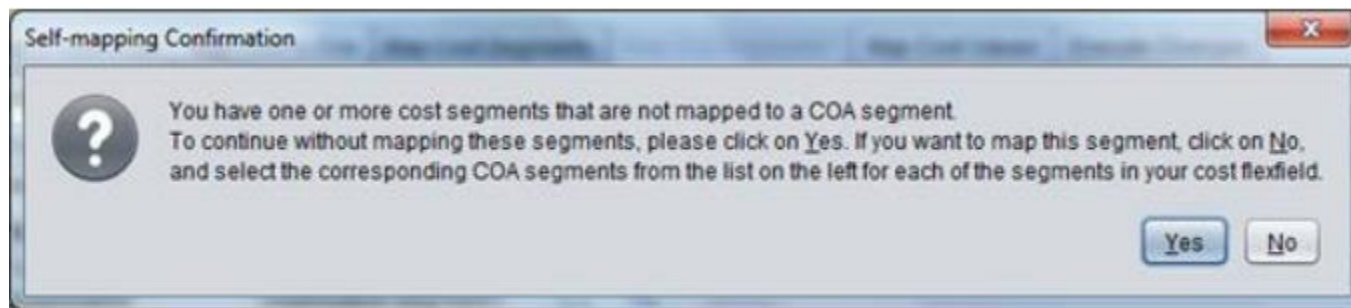 Self-mapping Confirmation
You have one or more cost segments that are not mapped to a COA segment.
To continue without mapping these segments, please click on Yes. If you want to map this segment, click on No,
and select the corresponding COA segments from the list on the left for each of the segments in your cost flexfield.
Yes No